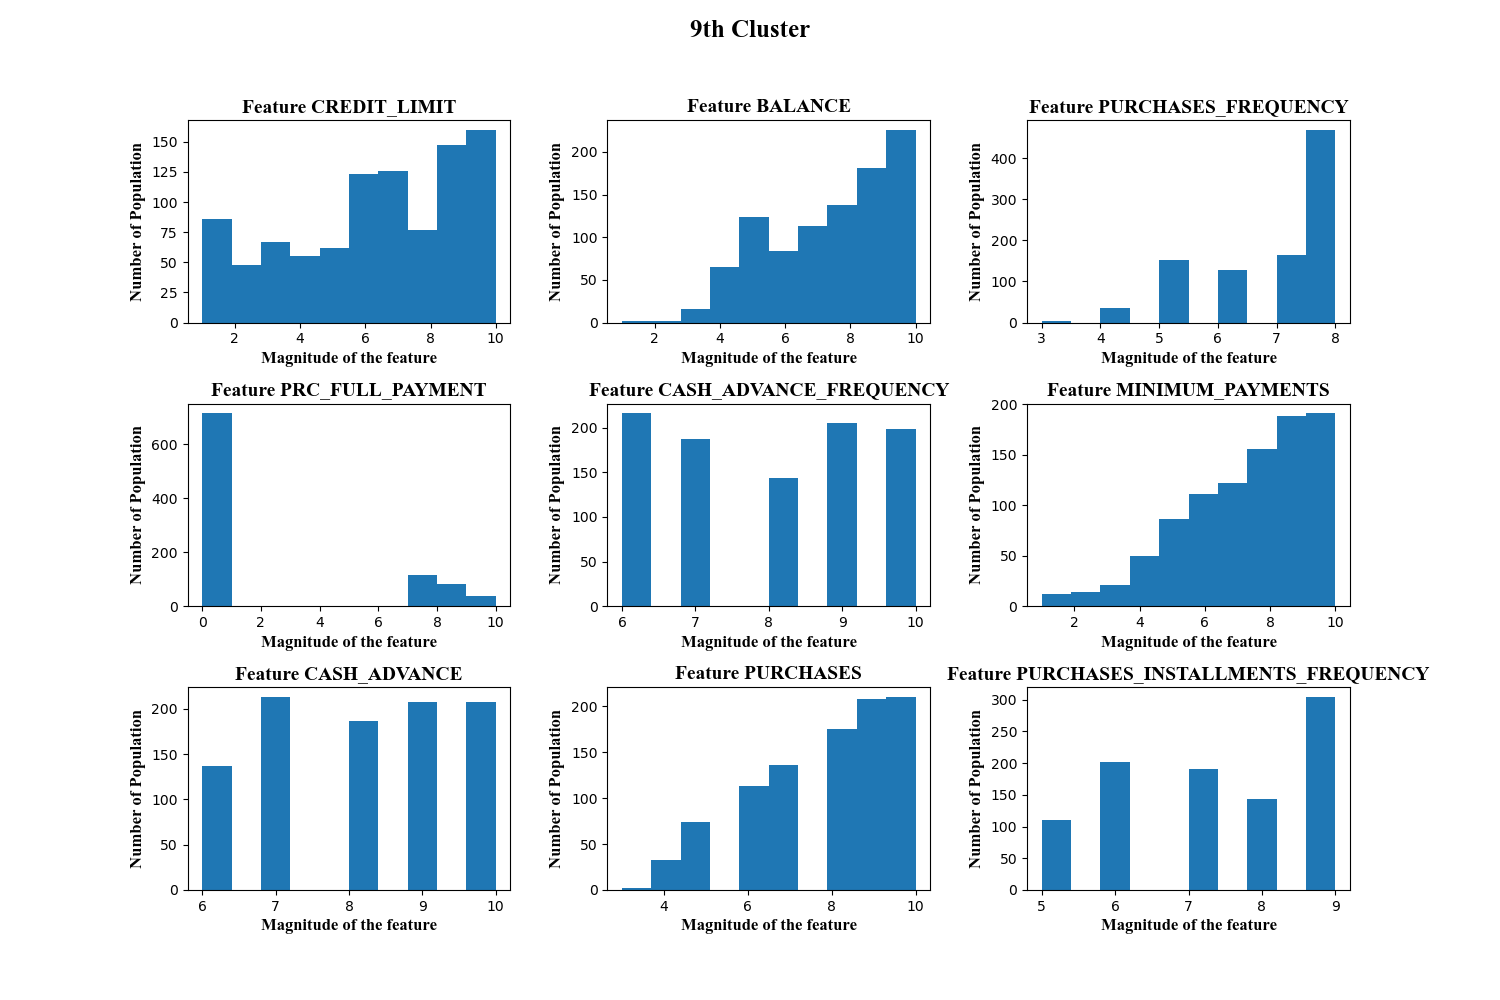 9th Cluster
Feature CREDIT_LIMIT
Number of Population
150
125
100
75
50
25
0
2 4 6 8 10
Magnitude of the feature
Feature BALANCE
Number of Population
200
150
100
50
0
2 4 6 8 10
Magnitude of the feature
Feature PURCHASES_FREQUENCY
Number of Population
400
300
200
100
0
3 4 5 6 7 8
Magnitude of the feature
Feature PRC_FULL_PAYMENT
Number of Population
600
400
200
0
0 2 4 6 8 10
Magnitude of the feature
Feature CASH_ADVANCE_FREQUENCY
Number of Population
200
150
100
50
0
6 7 8 9 10
Magnitude of the feature
Feature MINIMUM_PAYMENTS
Number of Population
200
150
100
50
0
2 4 6 8 10
Magnitude of the feature
Feature CASH_ADVANCE
Number of Population
200
150
100
50
0
6 7 8 9 10
Magnitude of the feature
Feature PURCHASES
Number of Population
200
150
100
50
0
4 6 8 10
Magnitude of the feature
Feature PURCHASES_INSTALLMENTS_FREQUENCY
Number of Population
300
250
200
150
100
50
0
5 6 7 8 9
Magnitude of the feature